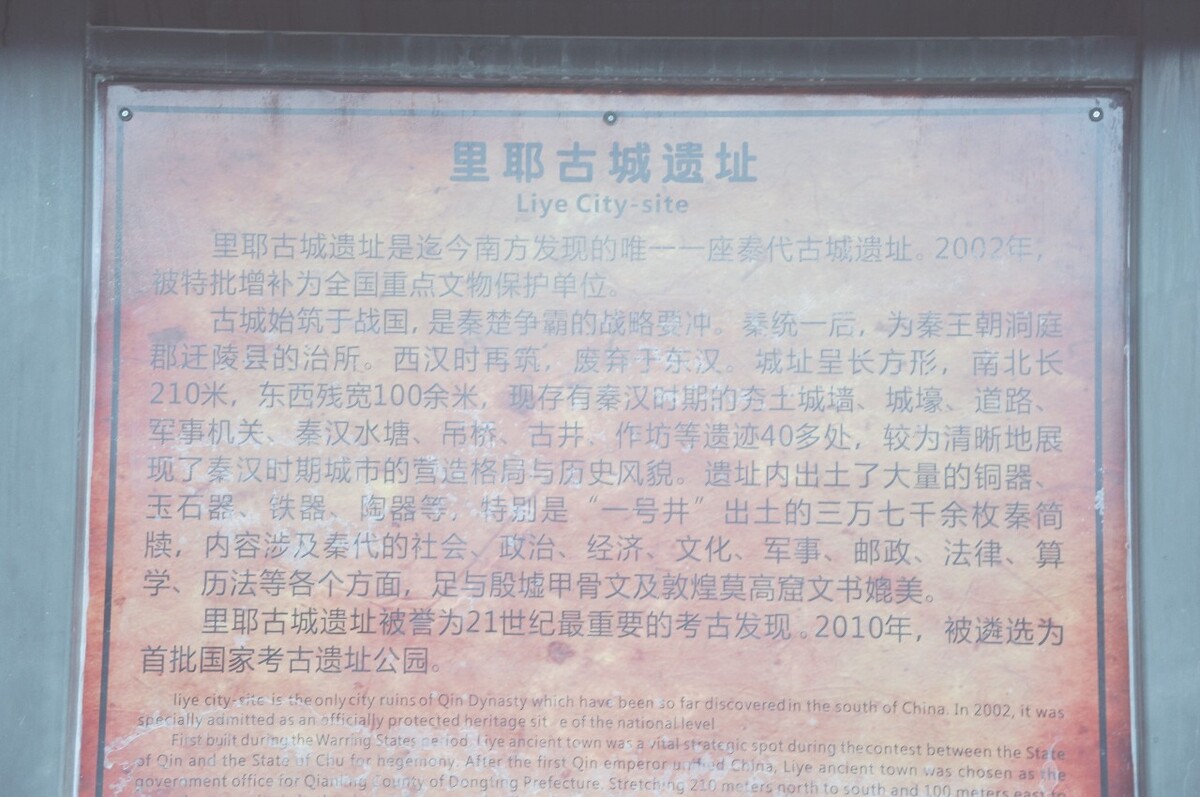 里耶古城遗址
Liye City-site
里耶古城遗址是迄今南方发现的唯一一座秦代古城遗址。2002年，
被特批增补为全国重点文物保护单位。
古城始筑于战国，是秦楚争霸的战略要冲。秦统一后，为秦王朝洞庭
郡迁陵县的治所。西汉时再筑，废弃于东汉。城址呈长方形，南北长
210米，东西残宽100余米，现存有秦汉时期的夯土城墙、城壕、道路、
军事机关、秦汉水塘、吊桥、古井、作坊等遗迹40多处，较为清晰地展
现了秦汉时期城市的营造格局与历史风貌。遗址内出土了大量的铜器、
玉石器、铁器、陶器等，特别是“一号井”出土的三万七千余枚秦简
牍，内容涉及秦代的社会、政治、经济、文化、军事、邮政、法律、算
学、历法等各个方面，足与殷墟甲骨文及敦煌莫高窟文书媲美。
里耶古城遗址被誉为21世纪最重要的考古发现。2010年，被遴选为
首批国家考古遗址公园。
liye city-site is the only city ruins of Qin Dynasty which have been so far discovered in the south of China. In 2002, it was
specially admitted as an officially protected heritage sit e of the national level
First built during the Warring States period, Liye ancient town was a vital strategic spot during the contest between the State
of Qin and the State of Chu for hegemony. After the first Qin emperor unified China, Liye ancient town was chosen as the
government office for Qianling County of Dongting Prefecture. Stretching 210 meters north to south and 100 meters east to